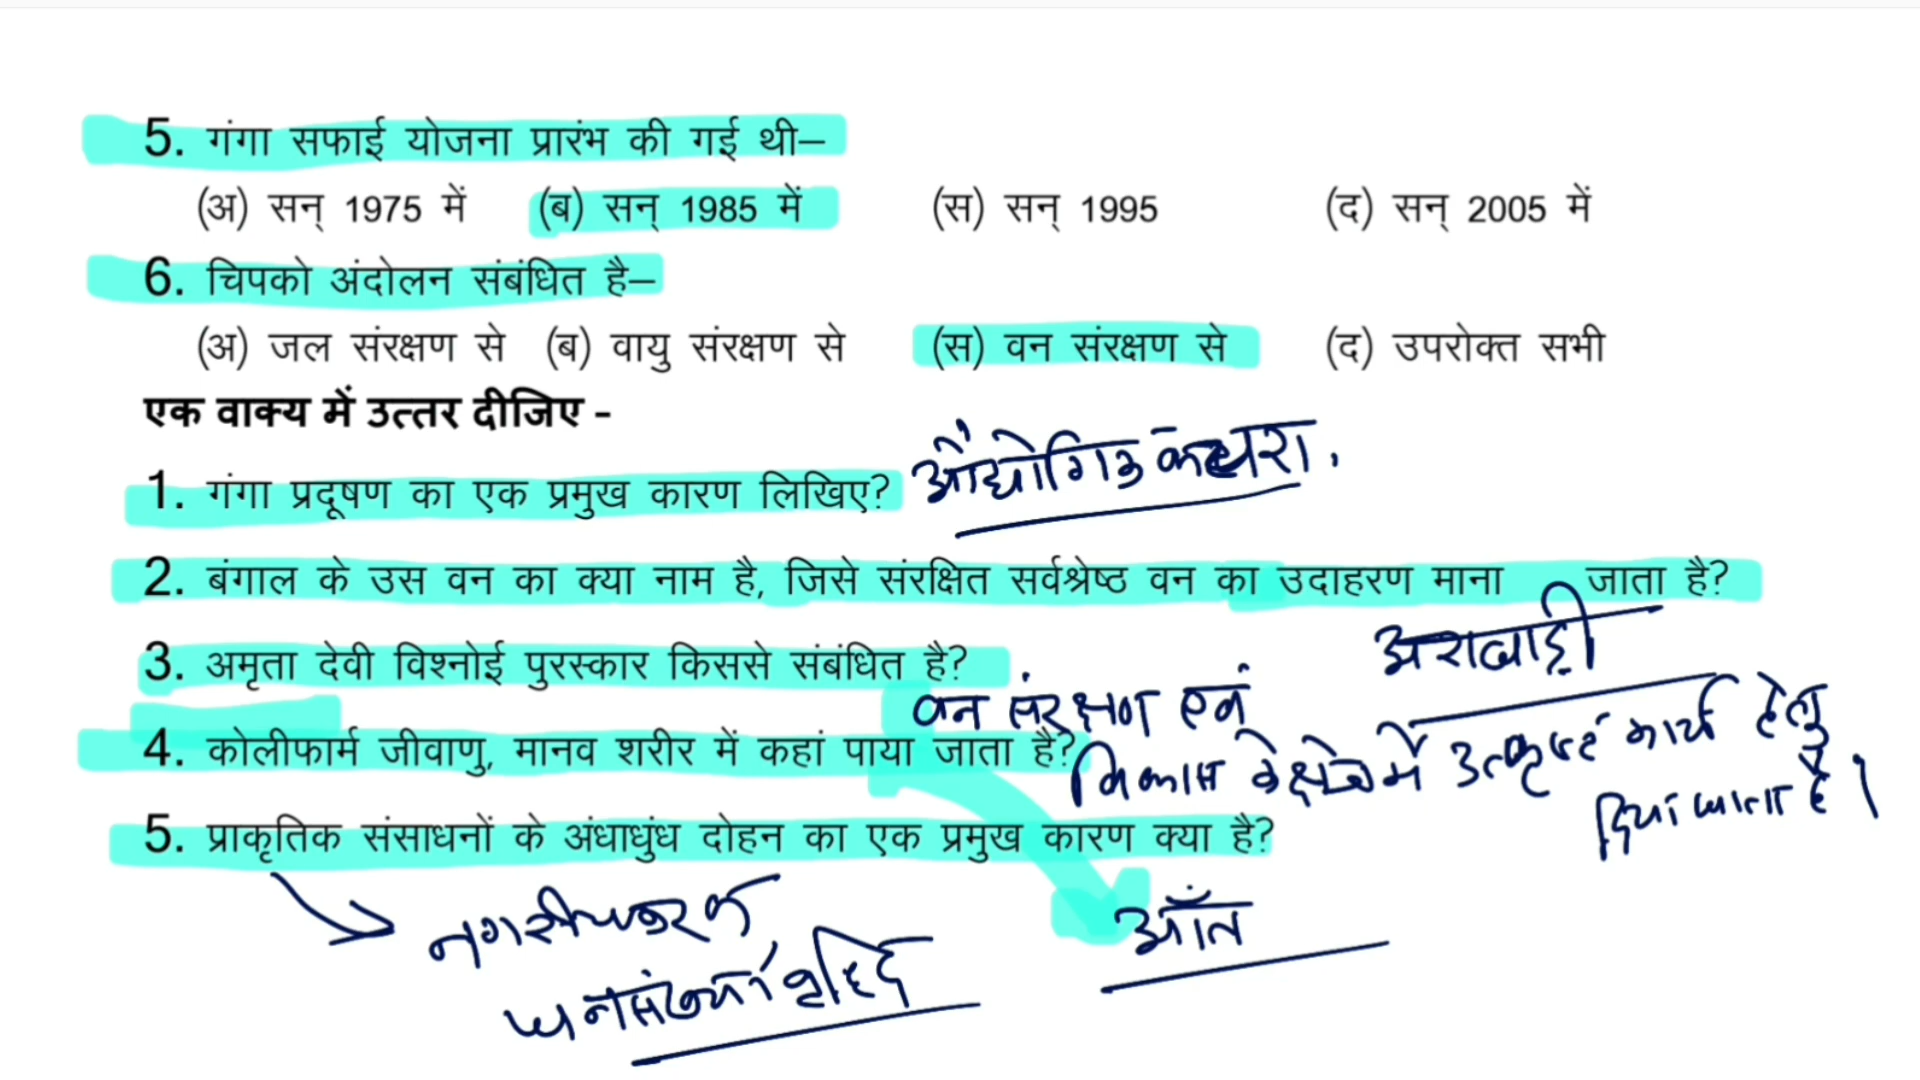 5. गंगा सफाई योजना प्रारंभ की गई थी–
(अ) सन् 1975 में (ब) सन् 1985 में (स) सन् 1995 (द) सन् 2005 में
6. चिपको अंदोलन संबंधित है–
(अ) जल संरक्षण से (ब) वायु संरक्षण से (स) वन संरक्षण से (द) उपरोक्त सभी
एक वाक्य में उत्तर दीजिए -
1. गंगा प्रदूषण का एक प्रमुख कारण लिखिए? औद्योगिक कचरा.
2. बंगाल के उस वन का क्या नाम है, जिसे संरक्षित सर्वश्रेष्ठ वन का उदाहरण माना जाता है?
अराबाड़ी
3. अमृता देवी विश्नोई पुरस्कार किससे संबंधित है?
वन संरक्षण एवं
विकास के क्षेत्र में उत्कृष्ट कार्य हेतु
दिया जाता है।
4. कोलीफार्म जीवाणु, मानव शरीर में कहां पाया जाता है?
आँत
5. प्राकृतिक संसाधनों के अंधाधुंध दोहन का एक प्रमुख कारण क्या है?
जनसंख्या वृद्धि